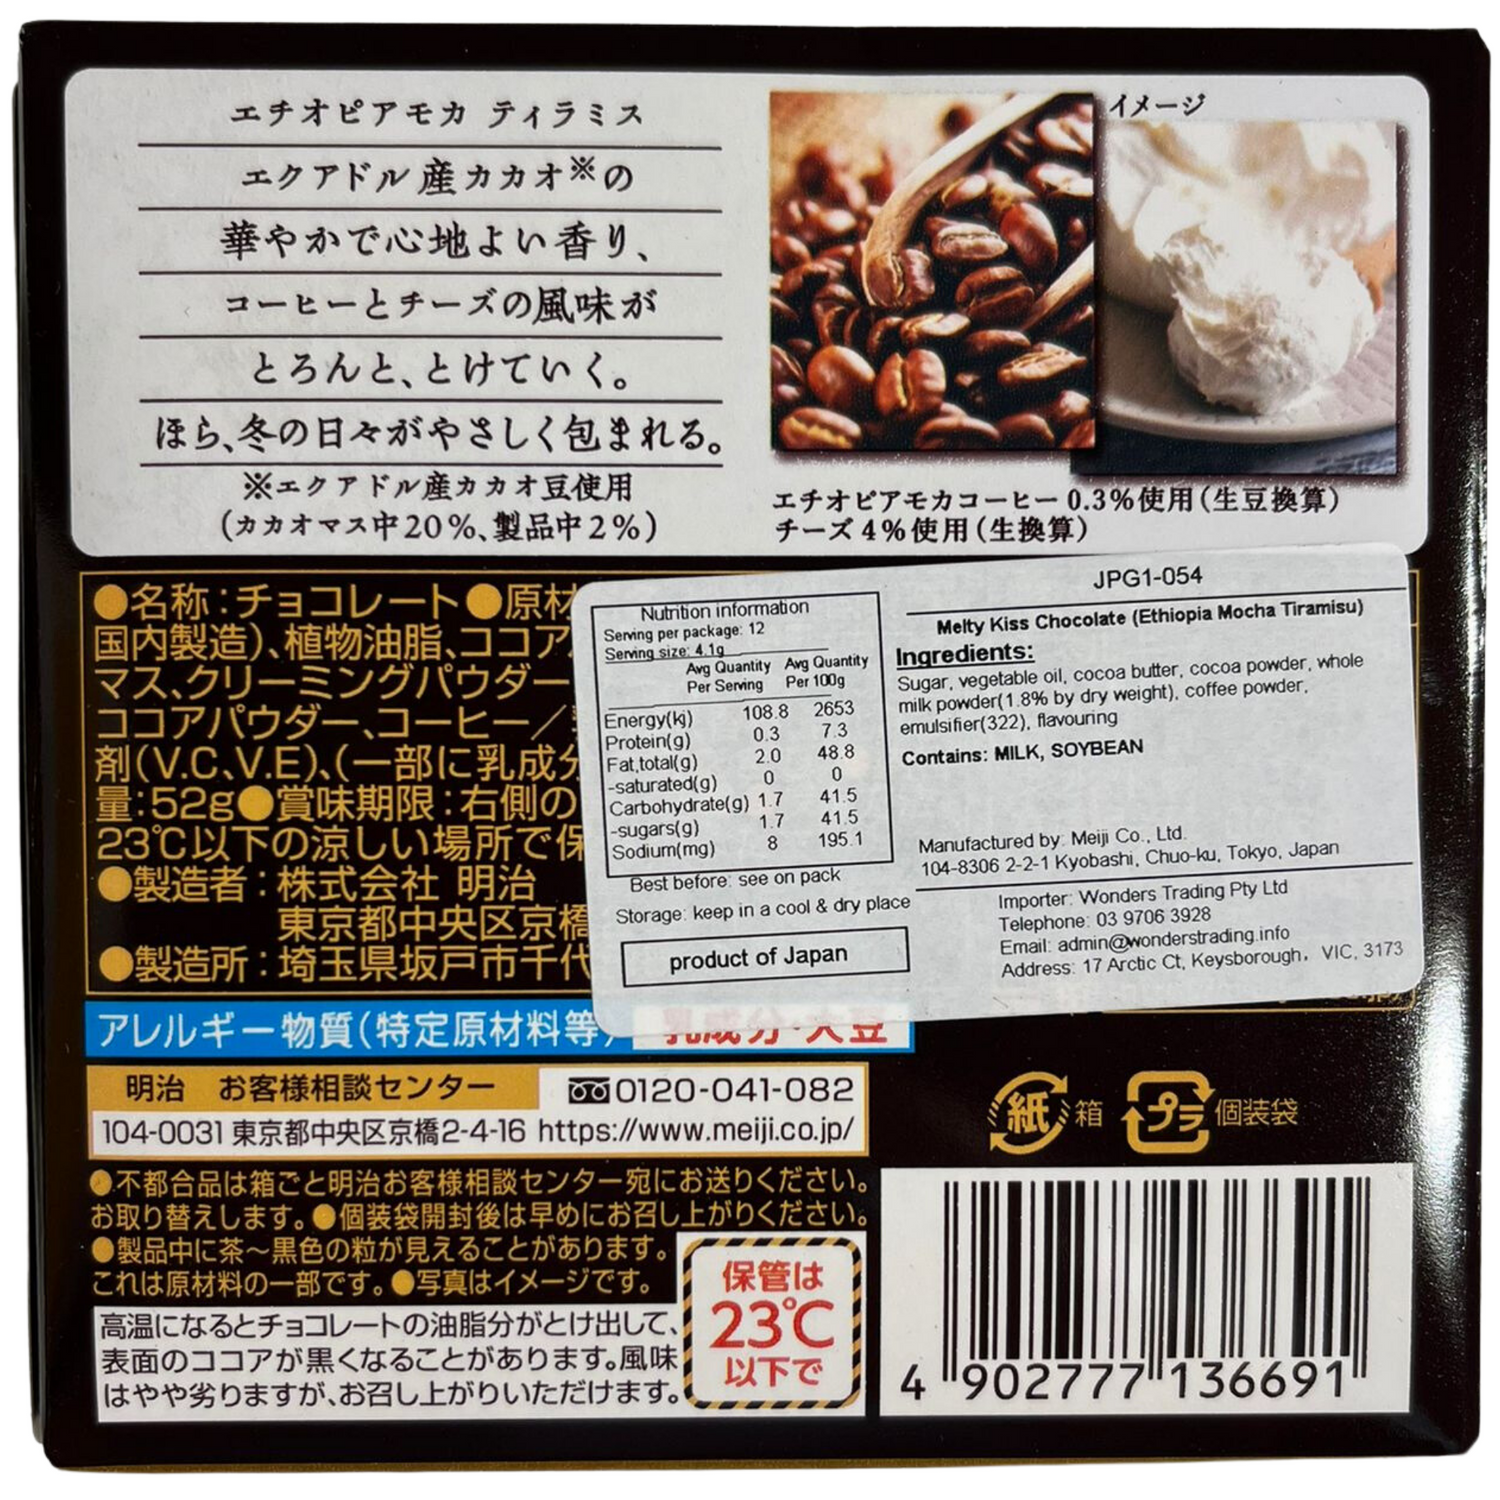 エチオピアモカ ティラミス
エクアドル産カカオ※の
華やかで心地よい香り、
コーヒーとチーズの風味が
とろんと、とけていく。
ほら、冬の日々がやさしく包まれる。
※エクアドル産カカオ豆使用
(カカオマス中20%、製品中2%)
イメージ
エチオピアモカコーヒー0.3%使用(生豆換算)
チーズ4%使用(生換算)
●名称:チョコレート●原材
国内製造)、植物油脂、ココア
マス、クリーミングパウダー
ココアパウダー、コーヒー/
剤(V.C、V.E)、(一部に乳成分
量:52g●賞味期限:右側の
23℃以下の涼しい場所で保
●製造者:株式会社 明治
東京都中央区京橋
●製造所:埼玉県坂戸市千代
Nutrition information
Serving per package: 12
Serving size: 4.1g
Avg Quantity Per Serving Avg Quantity Per 100g
Energy(kj) 108.8 2653
Protein(g) 0.3 7.3
Fat,total(g) 2.0 48.8
-saturated(g) 0 0
Carbohydrate(g) 1.7 41.5
-sugars(g) 1.7 41.5
Sodium(mg) 8 195.1
Best before: see on pack
Storage: keep in a cool & dry place
product of Japan
JPG1-054
Melty Kiss Chocolate (Ethiopia Mocha Tiramisu)
Ingredients:
Sugar, vegetable oil, cocoa butter, cocoa powder, whole
milk powder(1.8% by dry weight), coffee powder,
emulsifier(322), flavouring
Contains: MILK, SOYBEAN
Manufactured by: Meiji Co., Ltd.
104-8306 2-2-1 Kyobashi, Chuo-ku, Tokyo, Japan
Importer: Wonders Trading Pty Ltd
Telephone: 03 9706 3928
Email: admin@wonderstrading.info
Address: 17 Arctic Ct, Keysborough, VIC, 3173
アレルギー物質(特定原材料等) 乳成分・大豆
明治 お客様相談センター 0120-041-082
104-0031 東京都中央区京橋2-4-16 https://www.meiji.co.jp/
紙 箱 プラ 個装袋
●不都合品は箱ごと明治お客様相談センター宛にお送りください。
お取り替えします。●個装袋開封後は早めにお召し上がりください。
●製品中に茶〜黒色の粒が見えることがあります。
これは原材料の一部です。●写真はイメージです。
高温になるとチョコレートの油脂分がとけ出して、
表面のココアが黒くなることがあります。風味
はやや劣りますが、お召し上がりいただけます。
保管は
23℃
以下で
4 902777 136691